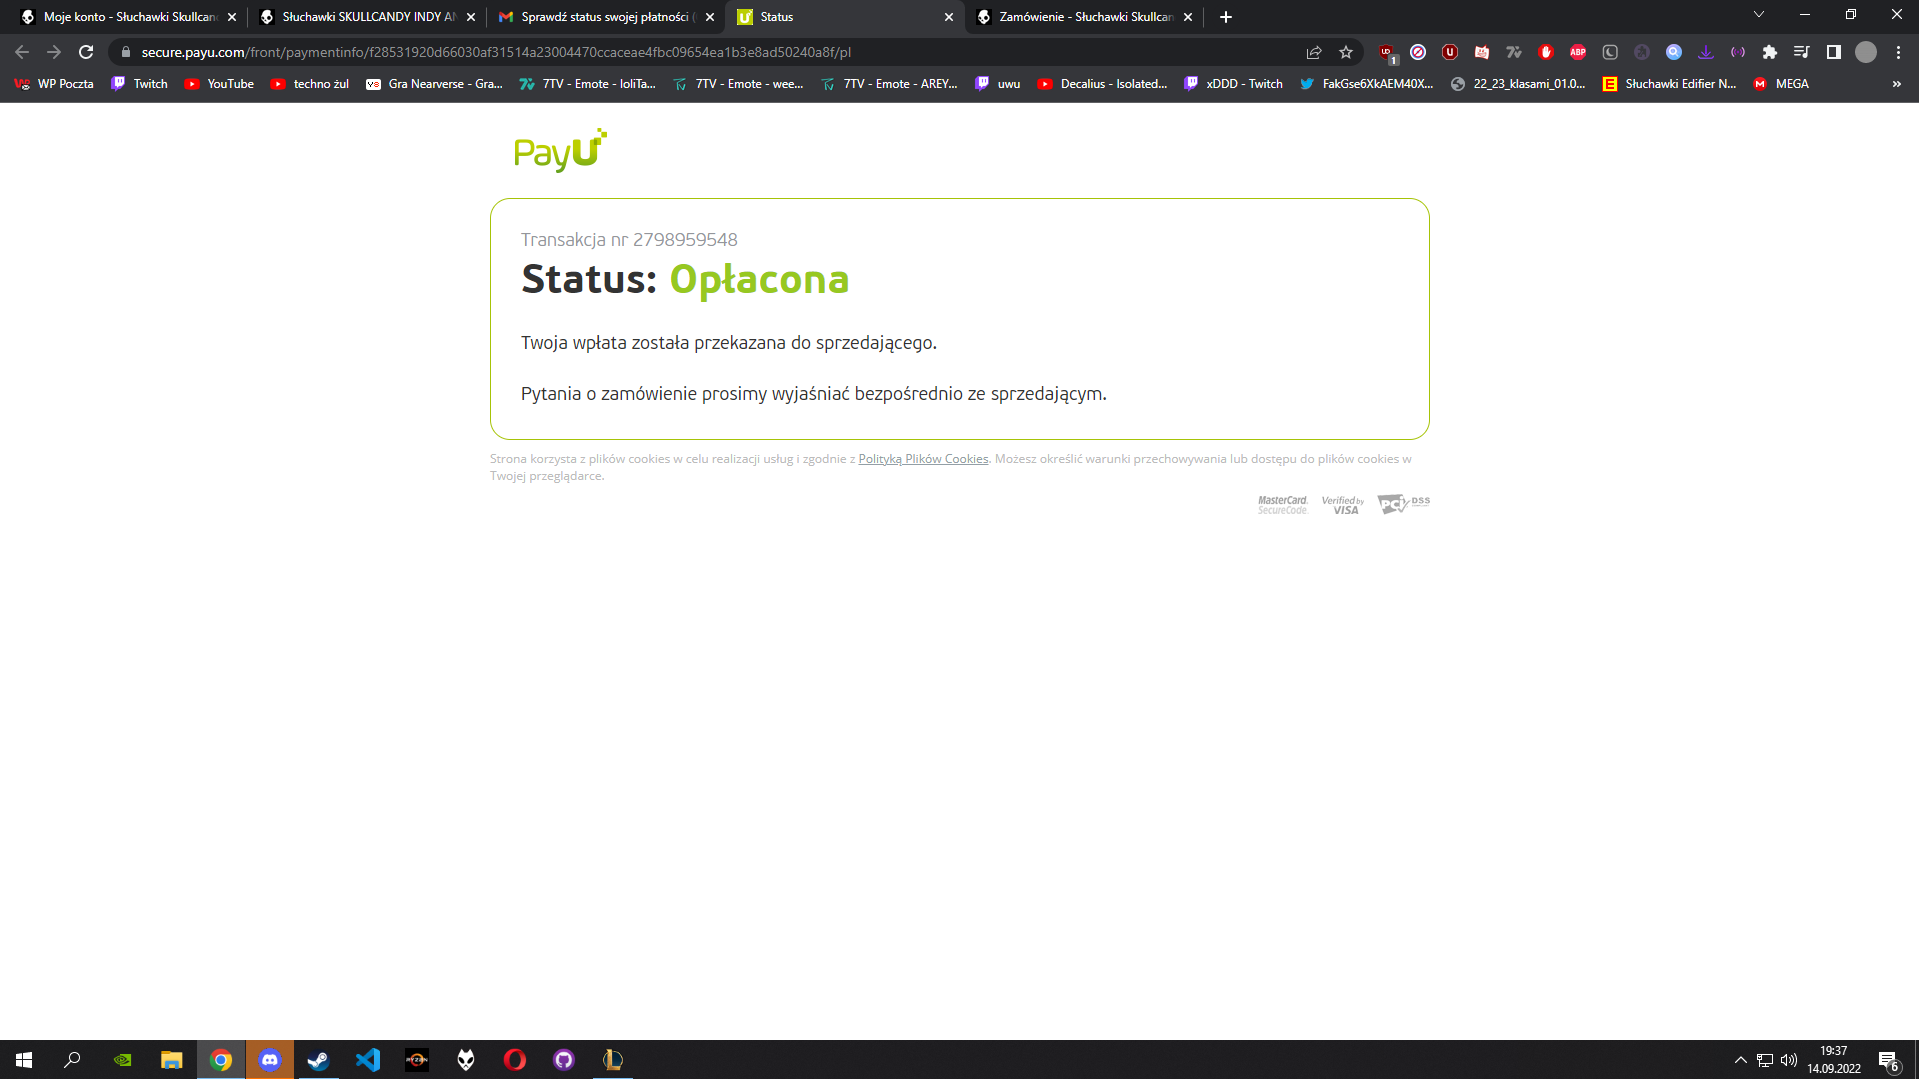 Moje konto - Słuchawki Skullcan
Słuchawki SKULLCANDY INDY AN
Sprawdź status swojej płatności (
Status
Zamówienie - Słuchawki Skullcan
secure.payu.com/front/paymentinfo/f28531920d66030af31514a23004470ccaceae4fbc09654ea1b3e8ad50240a8f/pl
1
ABP
WP Poczta
Twitch
YouTube
techno żul
Gra Nearverse - Gra...
7TV - Emote - loliTa...
7TV - Emote - wee...
7TV - Emote - AREY...
uwu
Decalius - Isolated...
xDDD - Twitch
FakGse6XkAEM40X...
22_23_klasami_01.0...
Słuchawki Edifier N...
MEGA
»
PayU
Transakcja nr 2798959548
Status: Opłacona
Twoja wpłata została przekazana do sprzedającego.
Pytania o zamówienie prosimy wyjaśniać bezpośrednio ze sprzedającym.
Strona korzysta z plików cookies w celu realizacji usług i zgodnie z Polityką Plików Cookies. Możesz określić warunki przechowywania lub dostępu do plików cookies w
Twojej przeglądarce.
MasterCard.
SecureCode.
Verified by
VISA
PCI DSS
RYZEN
19:37
14.09.2022
6